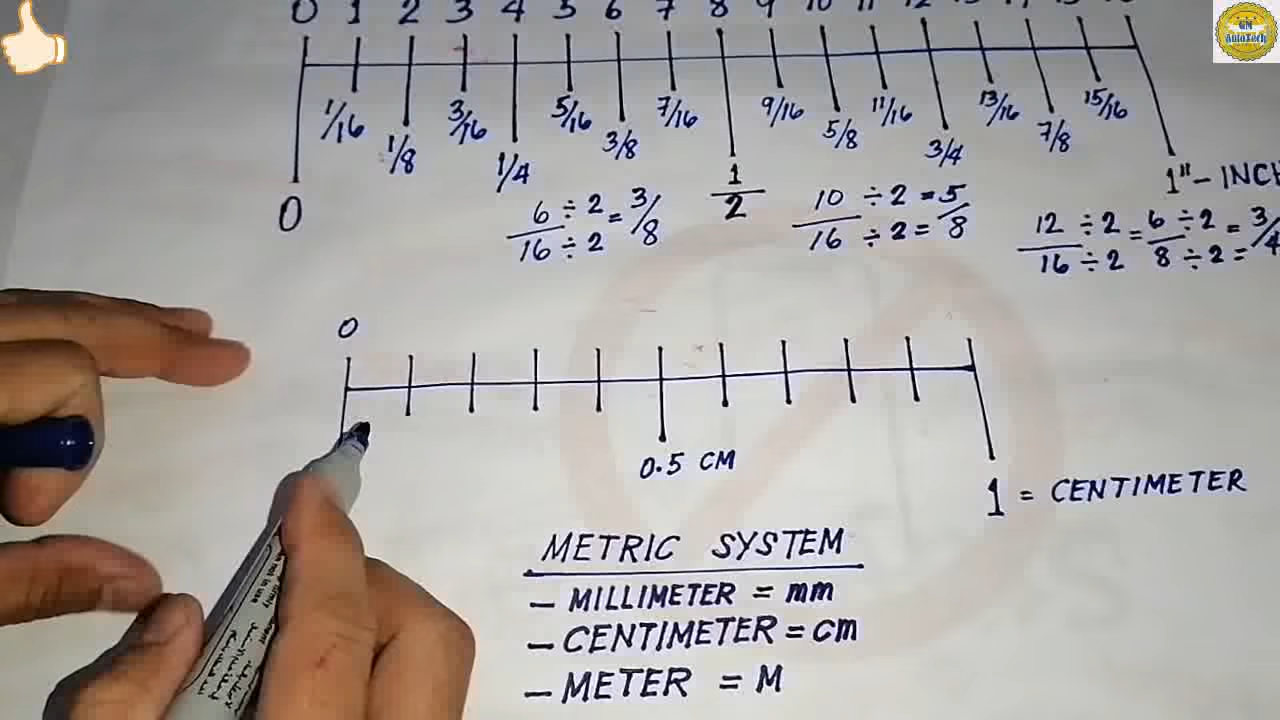 0 1 2 3 4 5 6 7 8 9 10 11 12 13
GM
AutoTech
1/16 1/8 3/16 1/4 5/16 3/8 7/16 1/2 9/16 5/8 11/16 3/4 13/16 7/8 15/16
0 1"- INCH
6 ÷ 2 = 3/8
16 ÷ 2
10 ÷ 2 = 5
16 ÷ 2 = 8
12 ÷ 2 = 6 ÷ 2 = 3/4
16 ÷ 2 8 ÷ 2 =
0
0.5 CM
1 = CENTIMETER
METRIC SYSTEM
- MILLIMETER = mm
- CENTIMETER = cm
- METER = M